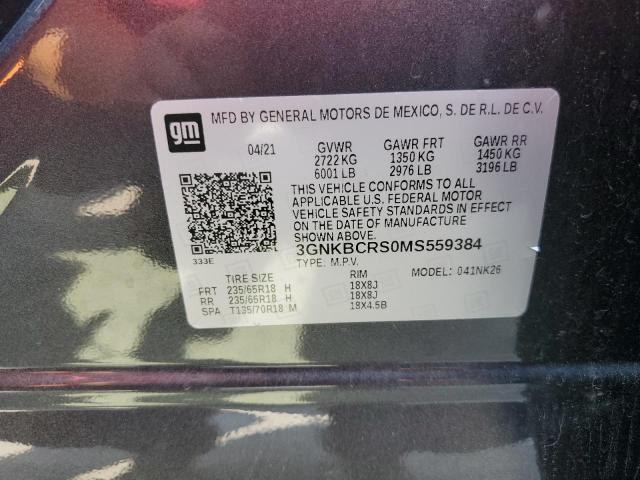 gm
MFD BY GENERAL MOTORS DE MEXICO, S. DE R.L. DE C.V.
04/21 GVWR GAWR FRT GAWR RR
2722 KG 1350 KG 1450 KG
6001 LB 2976 LB 3196 LB
THIS VEHICLE CONFORMS TO ALL
APPLICABLE U.S. FEDERAL MOTOR
VEHICLE SAFETY STANDARDS IN EFFECT
ON THE DATE OF MANUFACTURE
SHOWN ABOVE.
3GNKBCRS0MS559384
333E
TYPE: M.P.V. MODEL: 041NK26
TIRE SIZE RIM
FRT 235/65R18 H 18X8J
RR 235/65R18 H 18X8J
SPA T135/70R18 M 18X4.5B